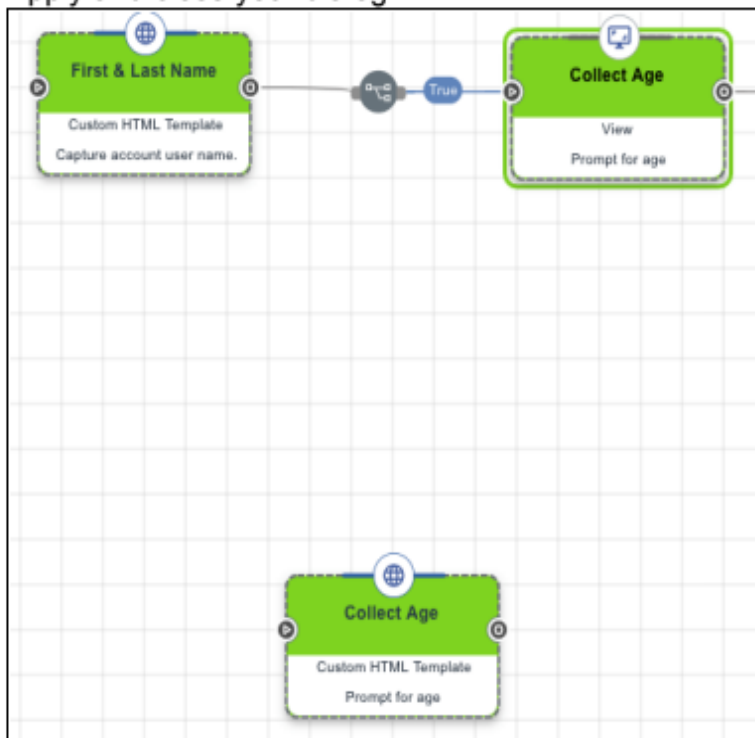 First & Last Name
Custom HTML Template
Capture account user name.
True
Collect Age
View
Prompt for age
Collect Age
Custom HTML Template
Prompt for age